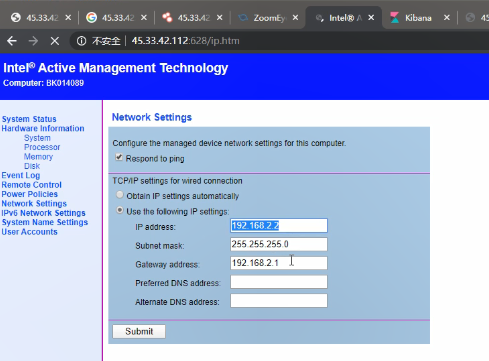 45.33.42
45.33.42
45.33.42
ZoomEy
Intel® A
Kibana
45.33
不安全 | 45.33.42.112:628/ip.htm
Intel® Active Management Technology
Computer: BK014089
System Status
Hardware Information
System
Processor
Memory
Disk
Event Log
Remote Control
Power Policies
Network Settings
IPv6 Network Settings
System Name Settings
User Accounts
Network Settings
Configure the managed device network settings for this computer.
Respond to ping
TCP/IP settings for wired connection
Obtain IP settings automatically
Use the following IP settings:
IP address: 192.168.2.2
Subnet mask: 255.255.255.0
Gateway address: 192.168.2.1
Preferred DNS address:
Alternate DNS address:
Submit